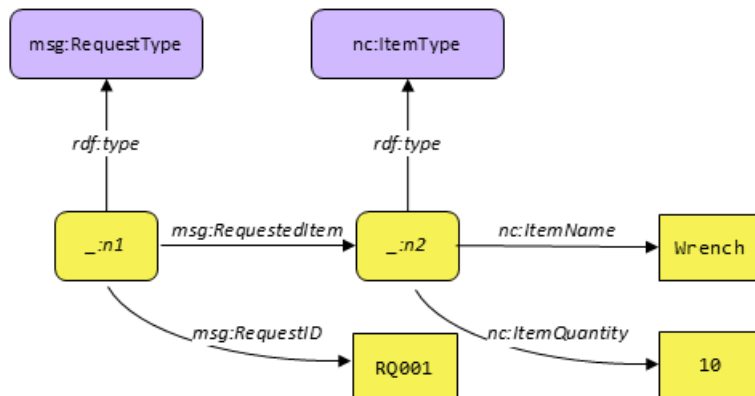 msg:RequestType
nc:ItemType
rdf:type
rdf:type
_:n1
msg:RequestedItem
_:n2
nc:ItemName
Wrench
msg:RequestID
RQ001
nc:ItemQuantity
10